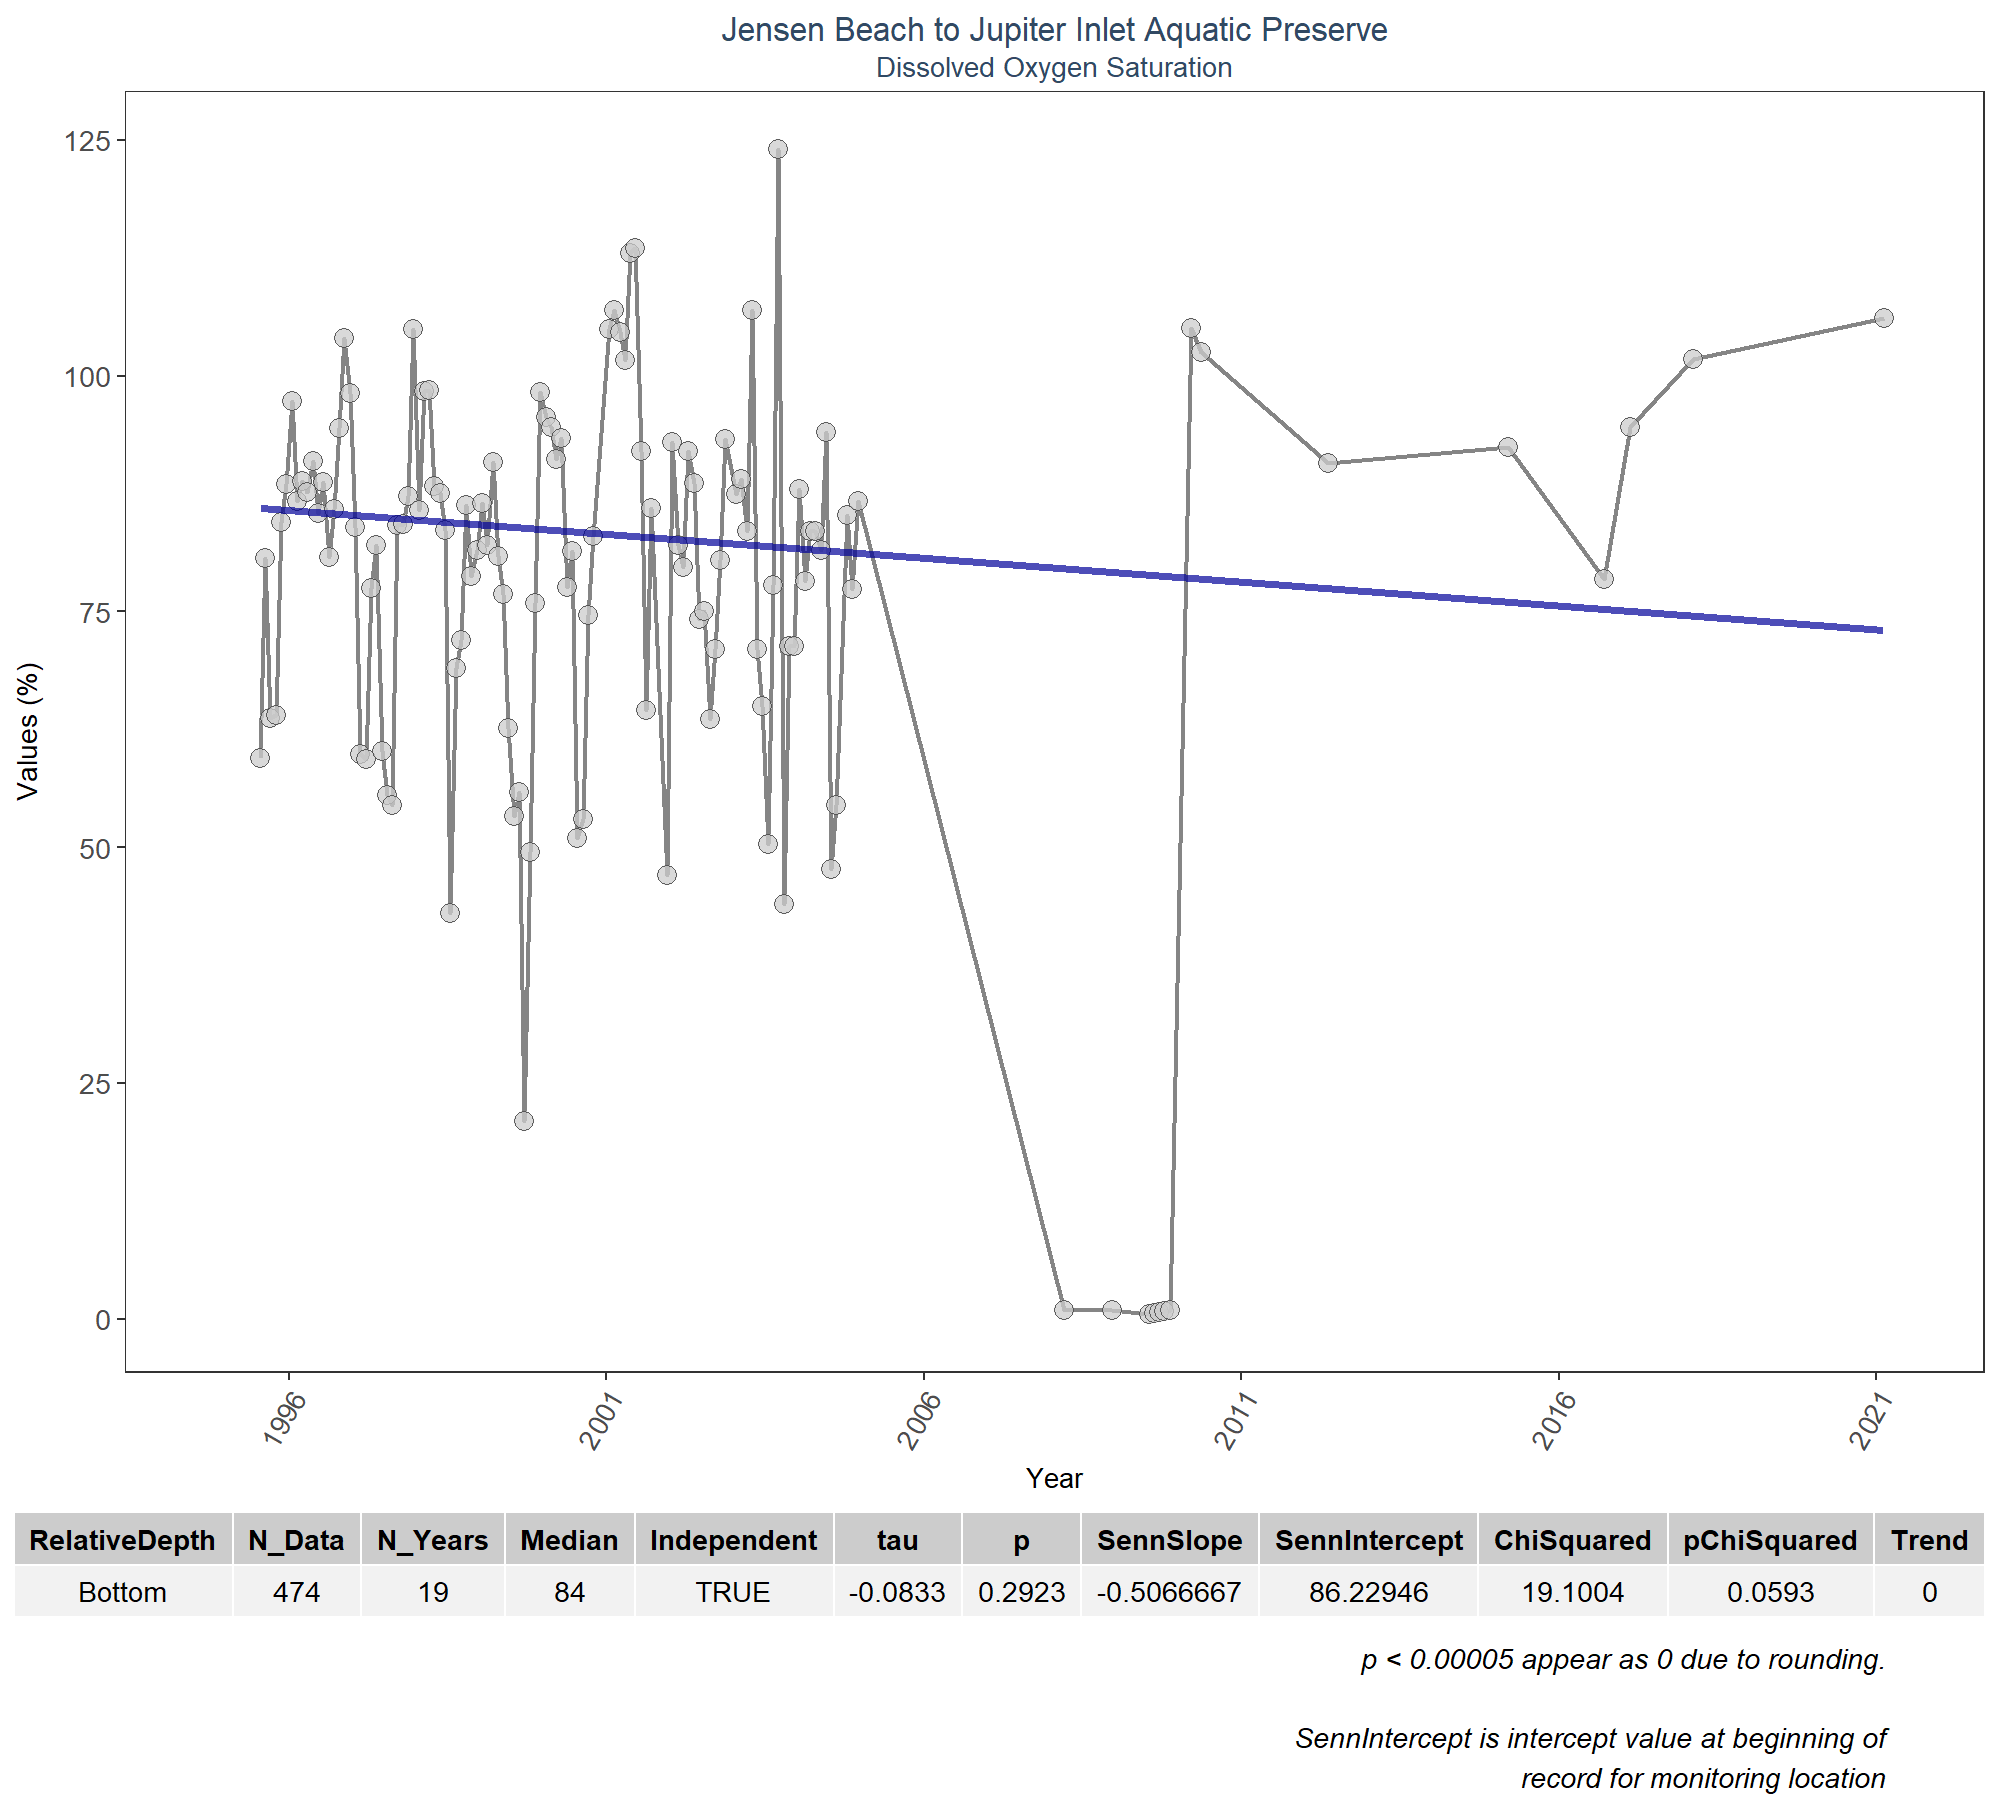 Jensen Beach to Jupiter Inlet Aquatic Preserve
Dissolved Oxygen Saturation
125
100
75
50
25
0
Values (%)
1996
2001
2006
2011
2016
2021
Year
RelativeDepth N_Data N_Years Median Independent tau p SennSlope SennIntercept ChiSquared pChiSquared Trend
Bottom 474 19 84 TRUE -0.0833 0.2923 -0.5066667 86.22946 19.1004 0.0593 0
p < 0.00005 appear as 0 due to rounding.
SennIntercept is intercept value at beginning of
record for monitoring location